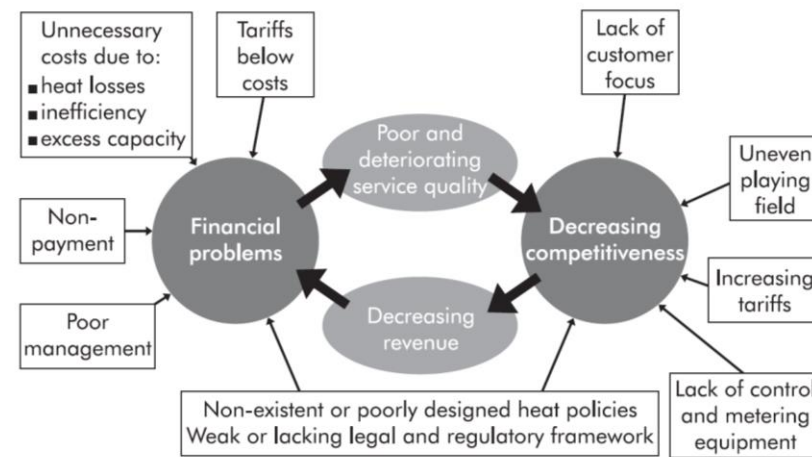 Unnecessary
costs due to:
■ heat losses
■ inefficiency
■ excess capacity
Tariffs
below
costs
Lack of
customer
focus
Poor and
deteriorating
service quality
Uneven
playing
field
Non-
payment
Financial
problems
Decreasing
competitiveness
Increasing
tariffs
Poor
management
Decreasing
revenue
Non-existent or poorly designed heat policies
Weak or lacking legal and regulatory framework
Lack of control
and metering
equipment